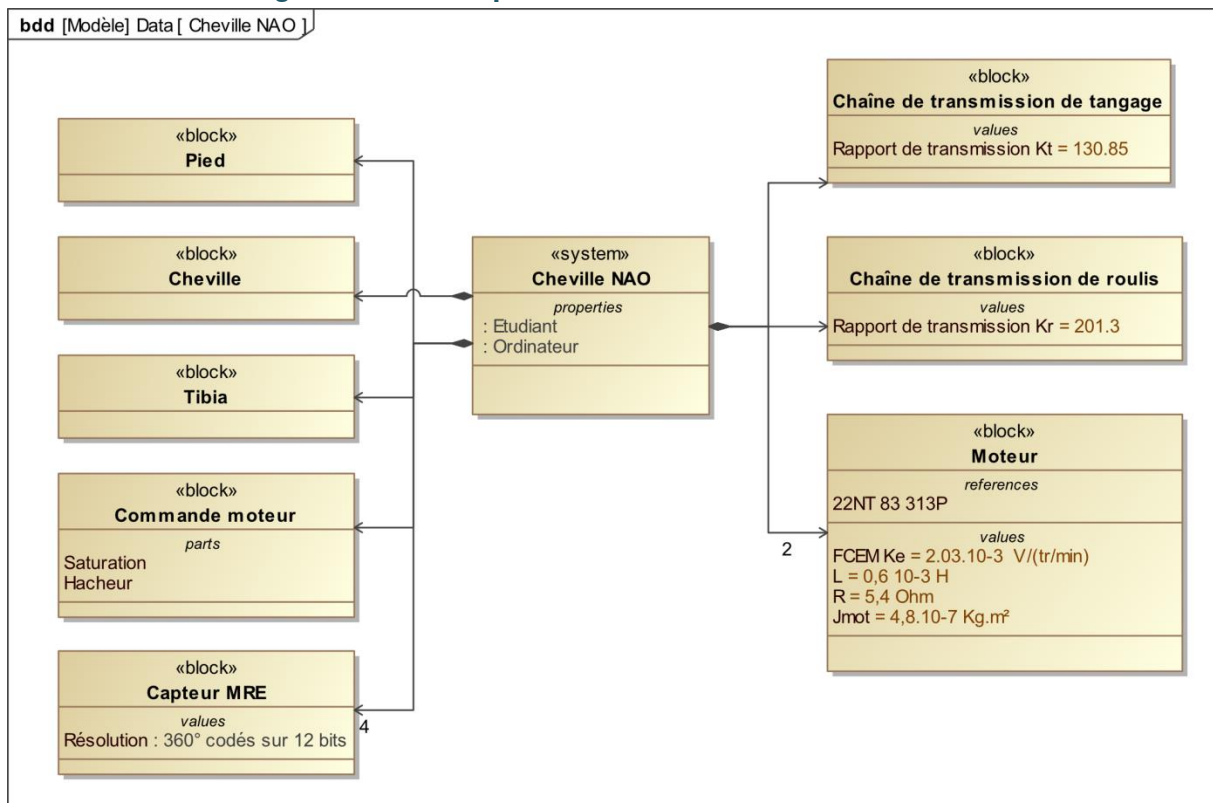 bdd [Modèle] Data [ Cheville NAO ]
«block»
Pied
«block»
Cheville
«block»
Tibia
«block»
Commande moteur
parts
Saturation
Hacheur
«block»
Capteur MRE
values
Résolution : 360° codés sur 12 bits
4
«system»
Cheville NAO
properties
: Etudiant
: Ordinateur
«block»
Chaîne de transmission de tangage
values
Rapport de transmission Kt = 130.85
«block»
Chaîne de transmission de roulis
values
Rapport de transmission Kr = 201.3
2
«block»
Moteur
references
22NT 83 313P
values
FCEM Ke = 2.03.10-3 V/(tr/min)
L = 0,6 10-3 H
R = 5,4 Ohm
Jmot = 4,8.10-7 Kg.m²